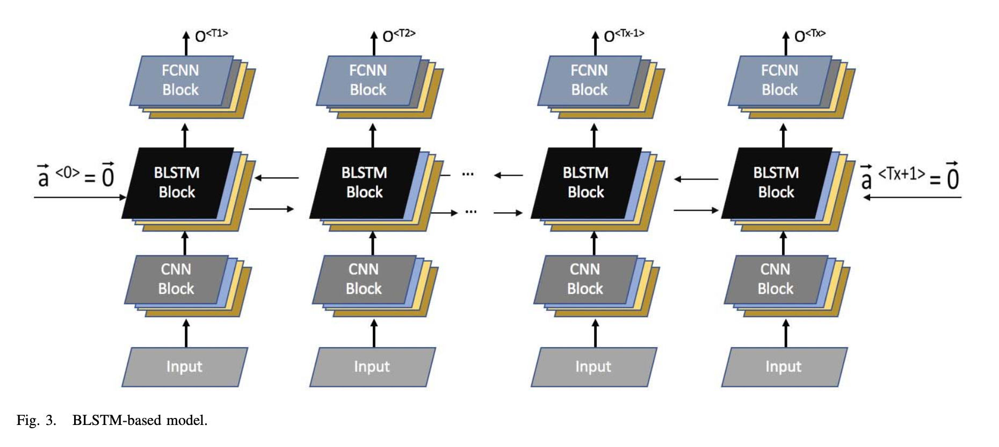 O<T1> O<T2> O<Tx-1> O<Tx>
FCNN FCNN FCNN FCNN
Block Block Block Block
a⃗ <0> = 0⃗
BLSTM BLSTM ... BLSTM BLSTM
Block Block ... Block Block
a⃗ <Tx+1> = 0⃗
CNN CNN CNN CNN
Block Block Block Block
Input Input Input Input
Fig. 3. BLSTM-based model.